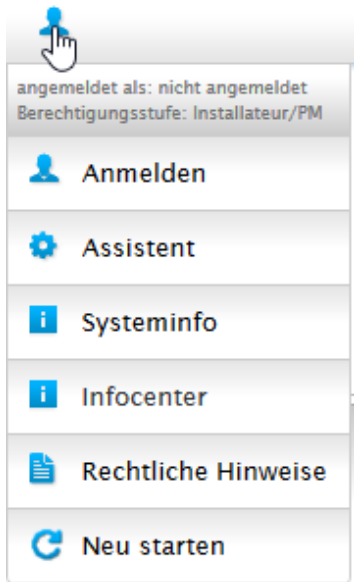 angemeldet als: nicht angemeldet
Berechtigungsstufe: Installateur/PM
Anmelden
Assistent
Systeminfo
Infocenter
Rechtliche Hinweise
Neu starten